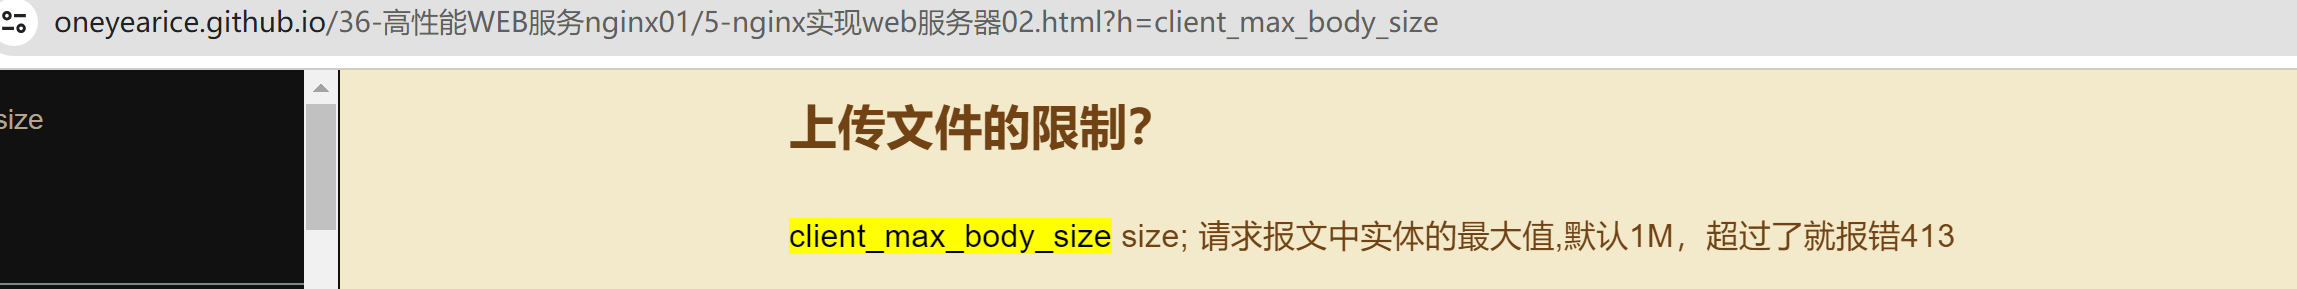 oneyearice.github.io/36-高性能WEB服务nginx01/5-nginx实现web服务器02.html?h=client_max_body_size
size
上传文件的限制？
client_max_body_size size; 请求报文中实体的最大值,默认1M，超过了就报错413